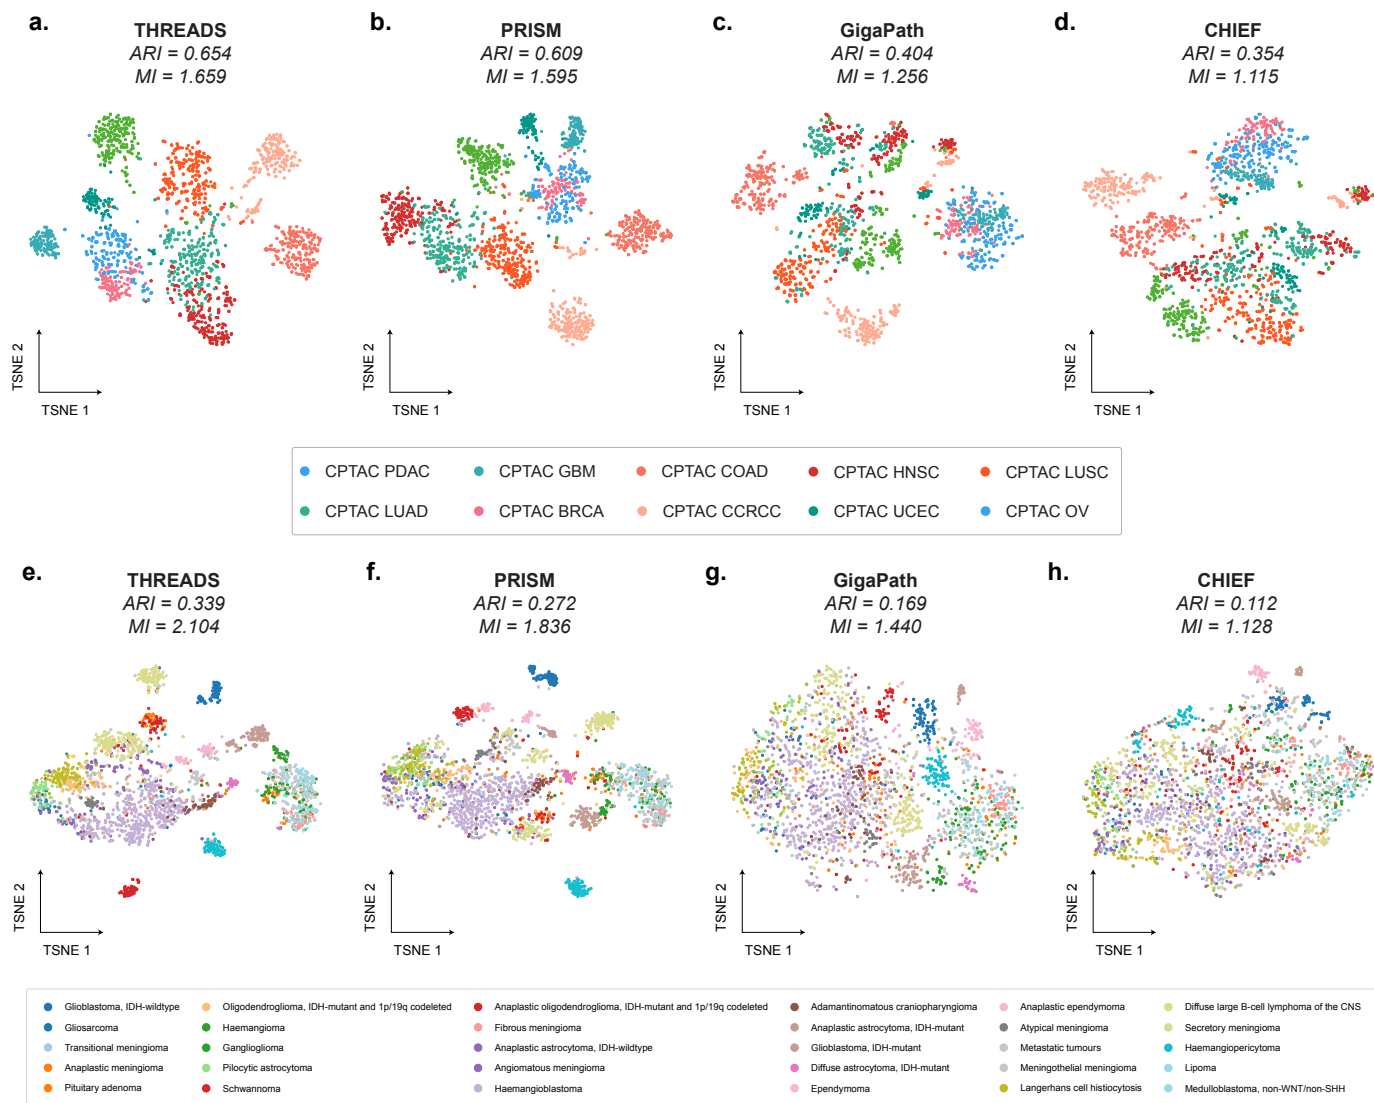 a.
THREADS
ARI = 0.654
MI = 1.659
b.
PRISM
ARI = 0.609
MI = 1.595
c.
GigaPath
ARI = 0.404
MI = 1.256
d.
CHIEF
ARI = 0.354
MI = 1.115
TSNE 2
TSNE 1
TSNE 2
TSNE 1
TSNE 2
TSNE 1
TSNE 2
TSNE 1
CPTAC PDAC
CPTAC GBM
CPTAC COAD
CPTAC HNSC
CPTAC LUSC
CPTAC LUAD
CPTAC BRCA
CPTAC CCRCC
CPTAC UCEC
CPTAC OV
e.
THREADS
ARI = 0.339
MI = 2.104
f.
PRISM
ARI = 0.272
MI = 1.836
g.
GigaPath
ARI = 0.169
MI = 1.440
h.
CHIEF
ARI = 0.112
MI = 1.128
TSNE 2
TSNE 1
TSNE 2
TSNE 1
TSNE 2
TSNE 1
TSNE 2
TSNE 1
Glioblastoma, IDH-wildtype
Gliosarcoma
Transitional meningioma
Anaplastic meningioma
Pituitary adenoma
Oligodendroglioma, IDH-mutant and 1p/19q codeleted
Haemangioma
Ganglioglioma
Pilocytic astrocytoma
Schwannoma
Anaplastic oligodendroglioma, IDH-mutant and 1p/19q codeleted
Fibrous meningioma
Anaplastic astrocytoma, IDH-wildtype
Angiomatous meningioma
Haemangioblastoma
Adamantinomatous craniopharyngioma
Anaplastic astrocytoma, IDH-mutant
Glioblastoma, IDH-mutant
Diffuse astrocytoma, IDH-mutant
Ependymoma
Anaplastic ependymoma
Atypical meningioma
Metastatic tumours
Meningothelial meningioma
Langerhans cell histiocytosis
Diffuse large B-cell lymphoma of the CNS
Secretory meningioma
Haemangiopericytoma
Lipoma
Medulloblastoma, non-WNT/non-SHH